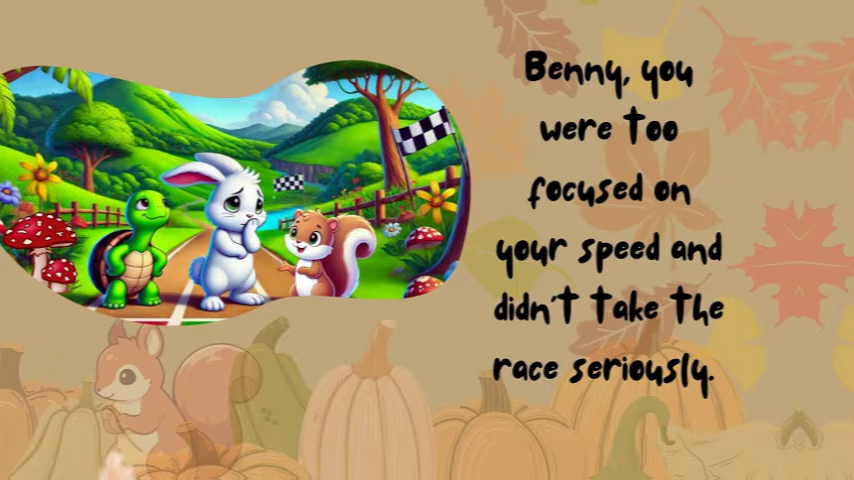 Benny, you
were too
focused on
your speed and
didn't take the
race seriously.